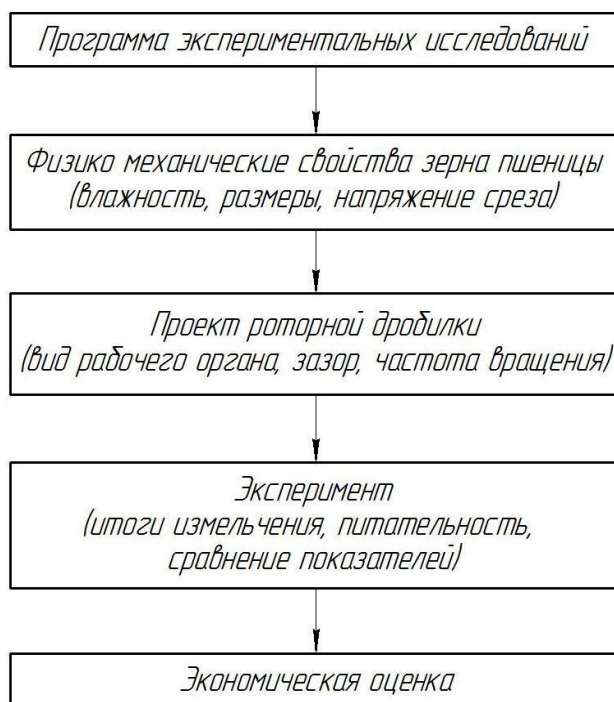 Программа экспериментальных исследований
Физико механические свойства зерна пшеницы
(влажность, размеры, напряжение среза)
Проект роторной дробилки
(вид рабочего органа, зазор, частота вращения)
Эксперимент
(итоги измельчения, питательность,
сравнение показателей)
Экономическая оценка